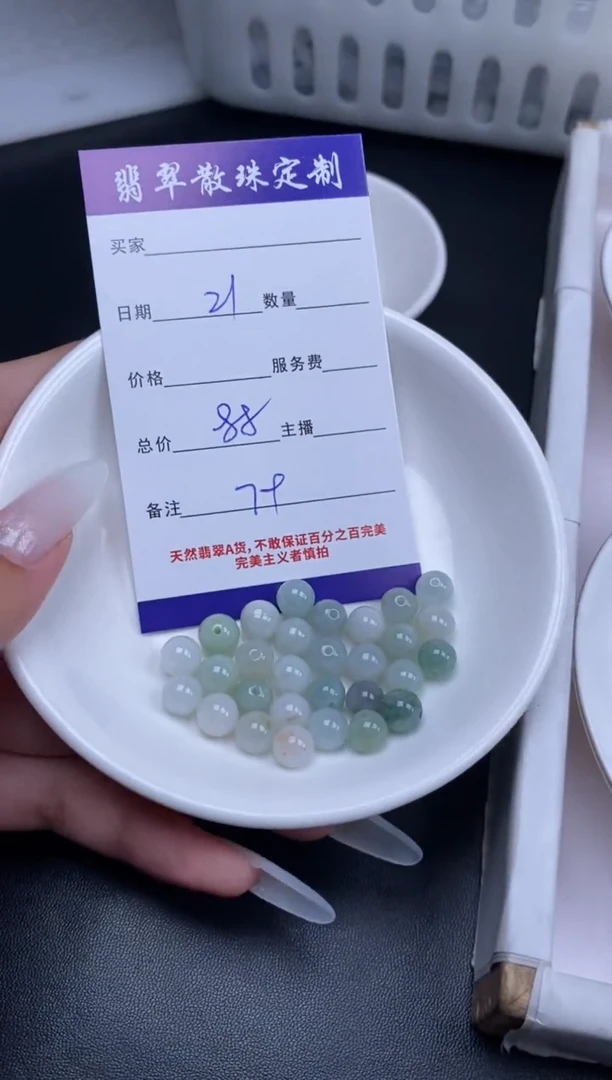 翡翠散珠定制
买家
日期 21 数量
价格 服务费
总价 88 主播
备注
天然翡翠A货,不敢保证百分之百完美
完美主义者慎拍